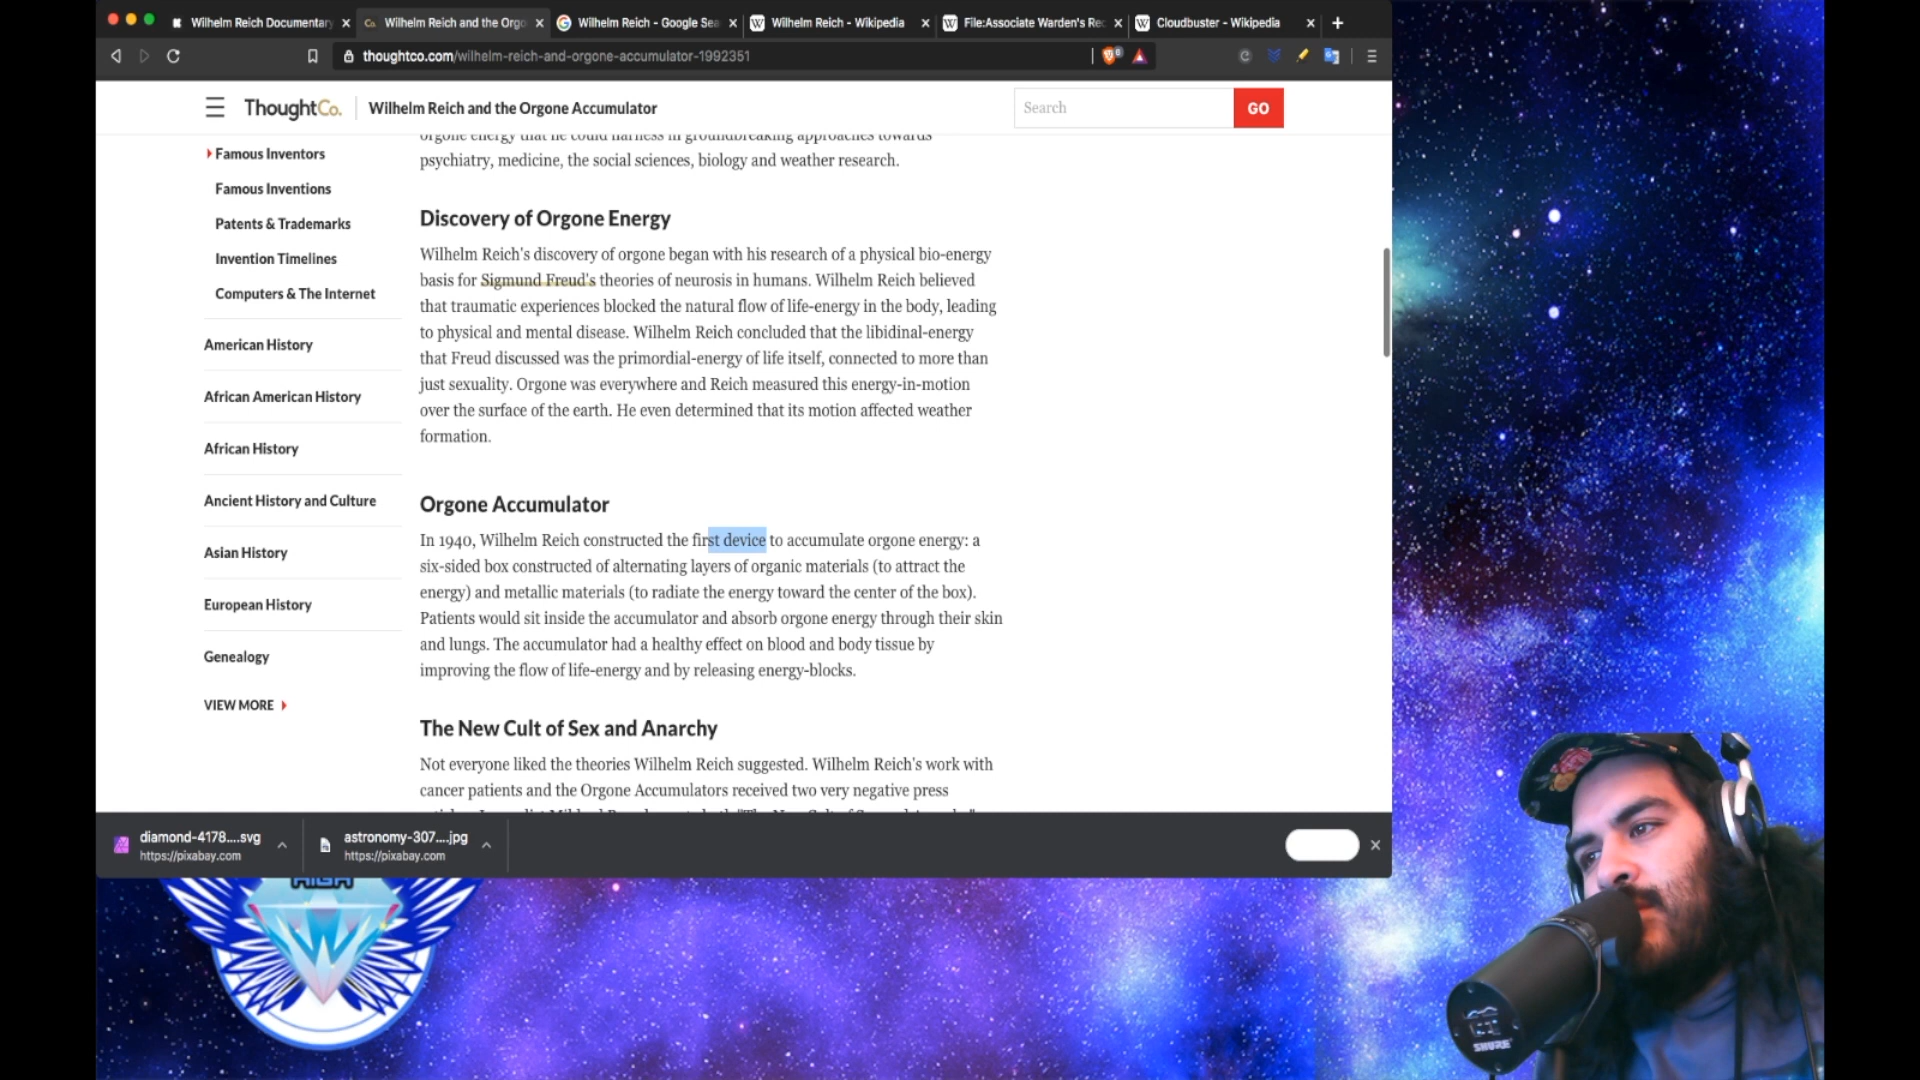 Wilhelm Reich Documentary
Wilhelm Reich and the Orgo
Wilhelm Reich - Google Sea
Wilhelm Reich - Wikipedia
File:Associate Warden's Re
Cloudbuster - Wikipedia
thoughtco.com/wilhelm-reich-and-orgone-accumulator-1992351
ThoughtCo.
Wilhelm Reich and the Orgone Accumulator
Search
GO
Famous Inventors
Famous Inventions
Patents & Trademarks
Invention Timelines
Computers & The Internet
American History
African American History
African History
Ancient History and Culture
Asian History
European History
Genealogy
VIEW MORE
orgone energy that he could harness in groundbreaking approaches towards
psychiatry, medicine, the social sciences, biology and weather research.
Discovery of Orgone Energy
Wilhelm Reich's discovery of orgone began with his research of a physical bio-energy
basis for Sigmund Freud's theories of neurosis in humans. Wilhelm Reich believed
that traumatic experiences blocked the natural flow of life-energy in the body, leading
to physical and mental disease. Wilhelm Reich concluded that the libidinal-energy
that Freud discussed was the primordial-energy of life itself, connected to more than
just sexuality. Orgone was everywhere and Reich measured this energy-in-motion
over the surface of the earth. He even determined that its motion affected weather
formation.
Orgone Accumulator
In 1940, Wilhelm Reich constructed the first device to accumulate orgone energy: a
six-sided box constructed of alternating layers of organic materials (to attract the
energy) and metallic materials (to radiate the energy toward the center of the box).
Patients would sit inside the accumulator and absorb orgone energy through their skin
and lungs. The accumulator had a healthy effect on blood and body tissue by
improving the flow of life-energy and by releasing energy-blocks.
The New Cult of Sex and Anarchy
Not everyone liked the theories Wilhelm Reich suggested. Wilhelm Reich's work with
cancer patients and the Orgone Accumulators received two very negative press
diamond-4178....svg
https://pixabay.com
astronomy-307....jpg
https://pixabay.com
HIGH
SHURE